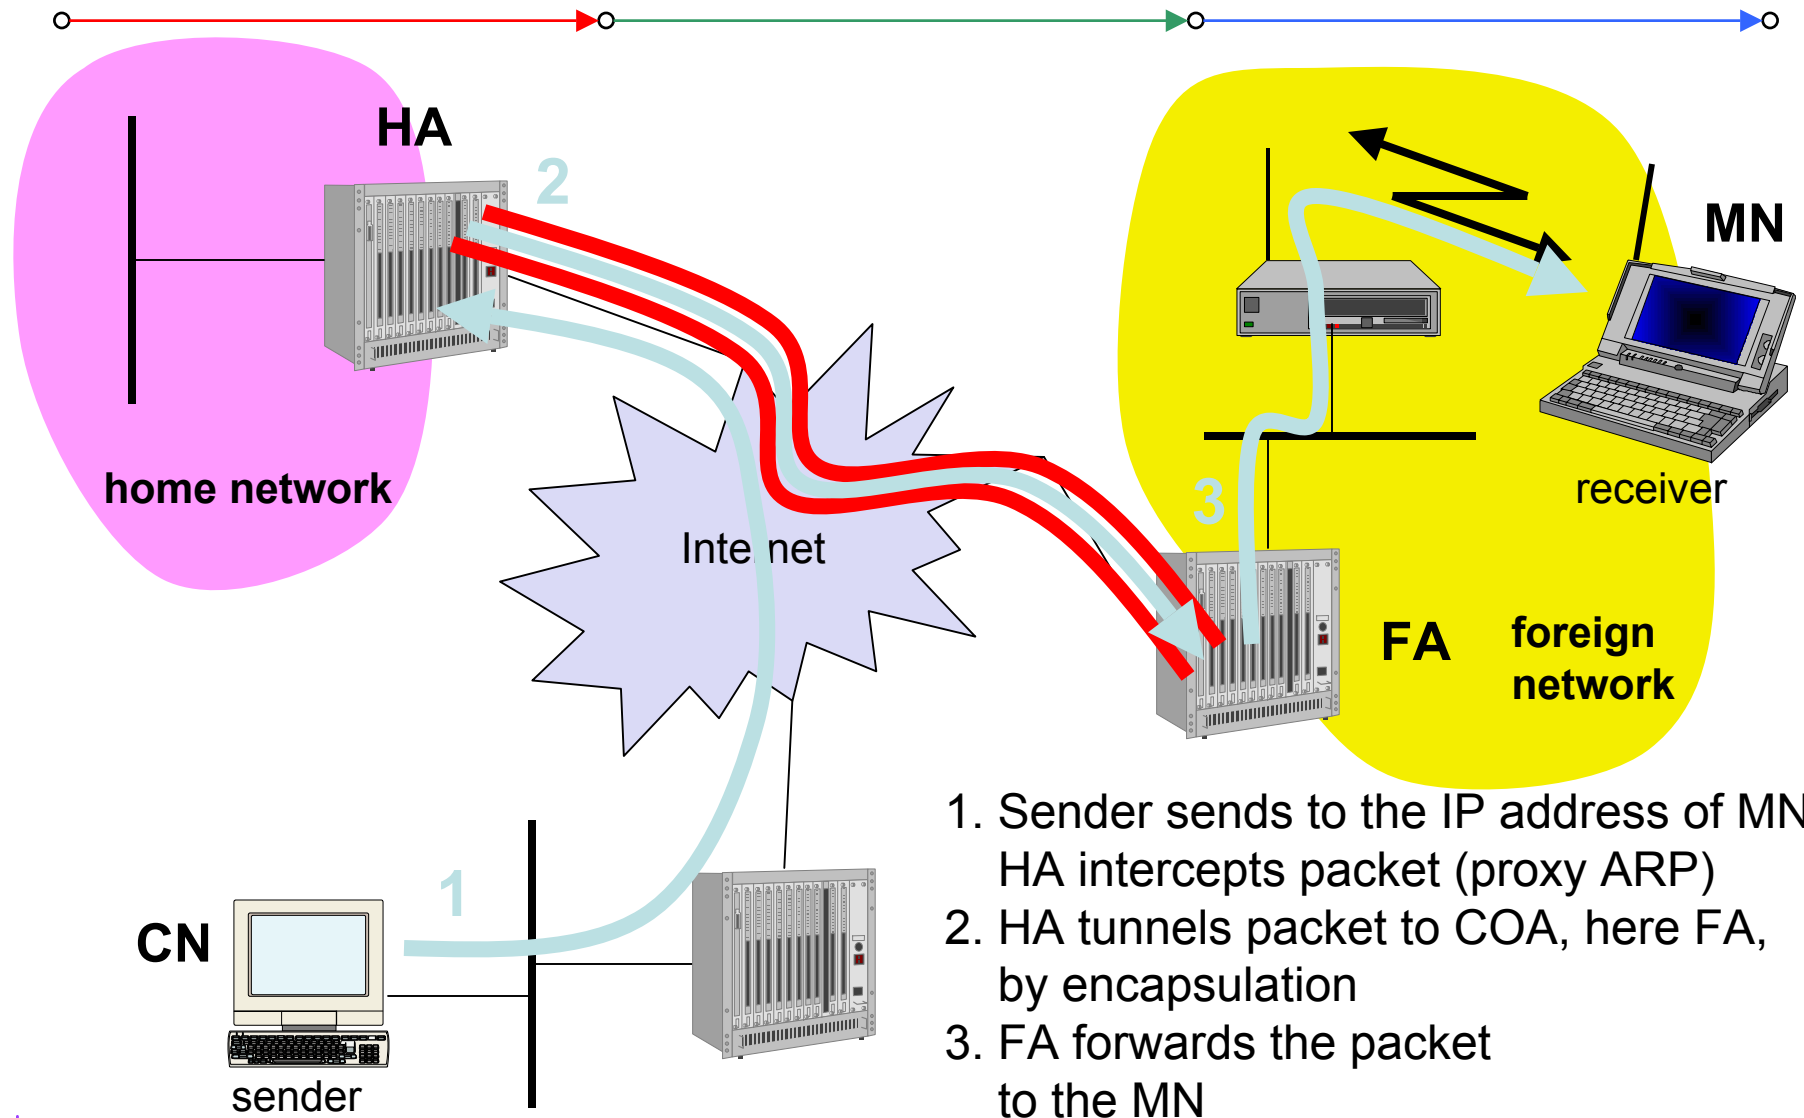 HA
2
MN
home network
receiver
3
Internet
FA
foreign
network
1. Sender sends to the IP address of MN
HA intercepts packet (proxy ARP)
1
CN
2. HA tunnels packet to COA, here FA,
by encapsulation
3. FA forwards the packet
to the MN
sender